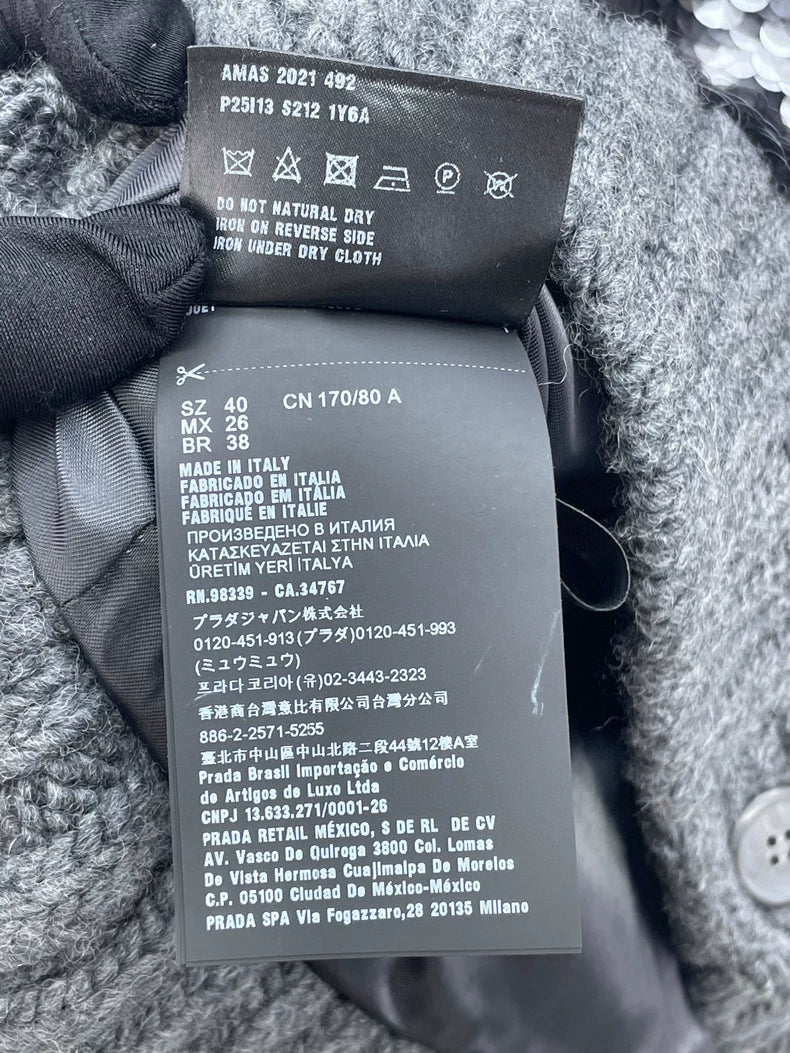 AMAS 2021 492
P25I13 S212 1Y6A
P
DO NOT NATURAL DRY
IRON ON REVERSE SIDE
IRON UNDER DRY CLOTH
SZ 40 CN 170/80 A
MX 26
BR 38
MADE IN ITALY
FABRICADO EN ITALIA
FABRICADO EM ITÁLIA
FABRIQUÉ EN ITALIE
ПРОИЗВЕДЕНО В ИТАЛИЯ
ΚΑΤΑΣΚΕΥΑΖΕΤΑΙ ΣΤΗΝ ΙΤΑΛΙΑ
ÜRETİM YERİ İTALYA
RN.98339 - CA.34767
プラダジャパン株式会社
0120-451-913(プラダ)0120-451-993
(ミュウミュウ)
프라다코리아(유)02-3443-2323
香港商台灣意比有限公司台灣分公司
886-2-2571-5255
臺北市中山區中山北路二段44號12樓A室
Prada Brasil Importação e Comércio
de Artigos de Luxo Ltda
CNPJ 13.633.271/0001-26
PRADA RETAIL MÉXICO, S DE RL DE CV
AV. Vasco De Quiroga 3800 Col. Lomas
De Vista Hermosa Cuajimalpa De Morelos
C.P. 05100 Ciudad De México-México
PRADA SPA Via Fogazzaro,28 20135 Milano